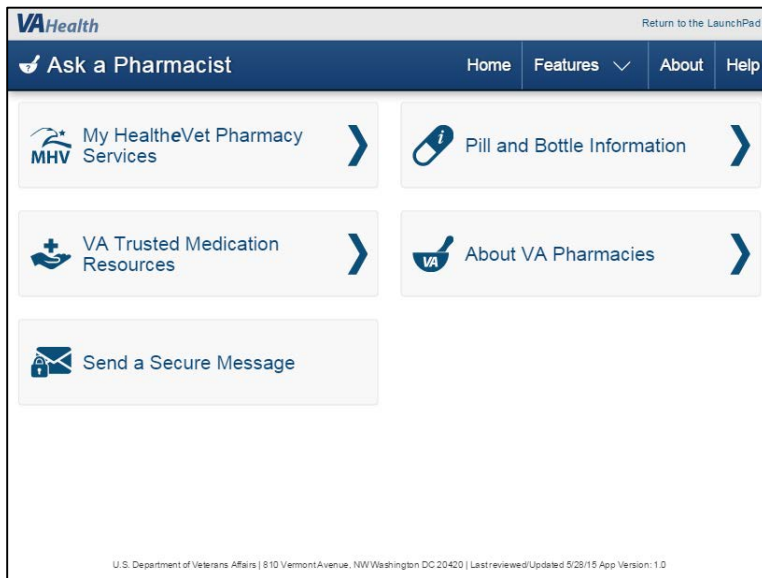 VAHealth
Return to the LaunchPad
Ask a Pharmacist
Home
Features
About
Help
MHV
My HealtheVet Pharmacy
Services
i
Pill and Bottle Information
VA Trusted Medication
Resources
VA
About VA Pharmacies
Send a Secure Message
U.S. Department of Veterans Affairs | 810 Vermont Avenue, NW Washington DC 20420 | Last reviewed/Updated 5/28/15 App Version: 1.0